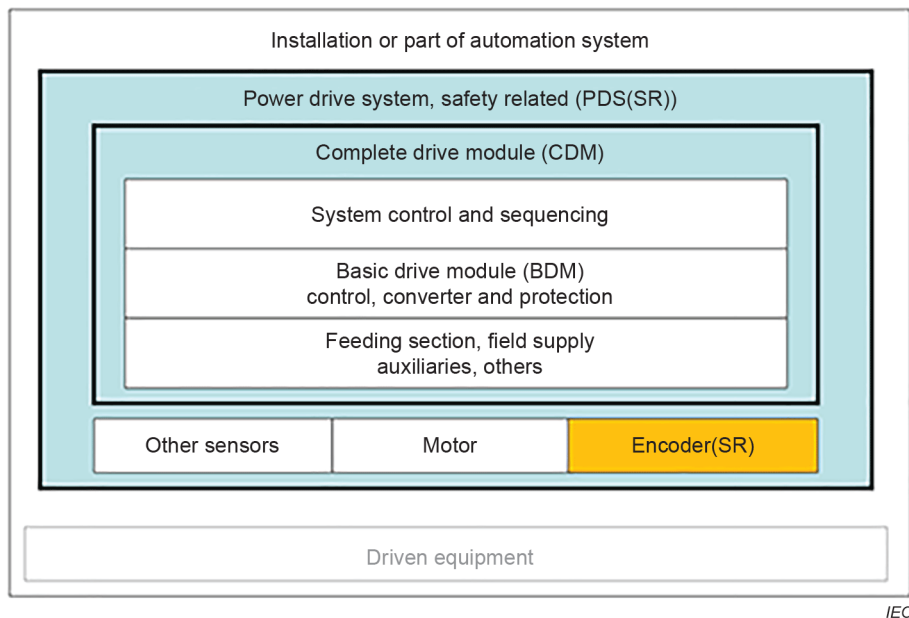 Installation or part of automation system
Power drive system, safety related (PDS(SR))
Complete drive module (CDM)
System control and sequencing
Basic drive module (BDM)
control, converter and protection
Feeding section, field supply
auxiliaries, others
Other sensors
Motor
Encoder(SR)
Driven equipment
IEC